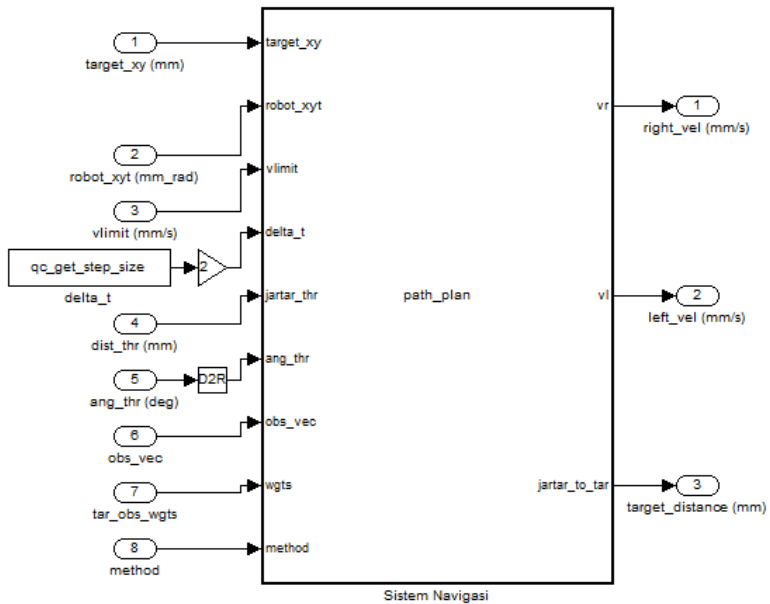 1
target_xy (mm)
2
robot_xyt (mm_rad)
3
vlimit (mm/s)
qc_get_step_size
delta_t
2
4
dist_thr (mm)
5
ang_thr (deg)
D2R
6
obs_vec
7
tar_obs_wgts
8
method
target_xy
robot_xyt
vlimit
delta_t
jartar_thr
ang_thr
obs_vec
wgts
method
path_plan
vr
vl
jartar_to_tar
Sistem Navigasi
1
right_vel (mm/s)
2
left_vel (mm/s)
3
target_distance (mm)